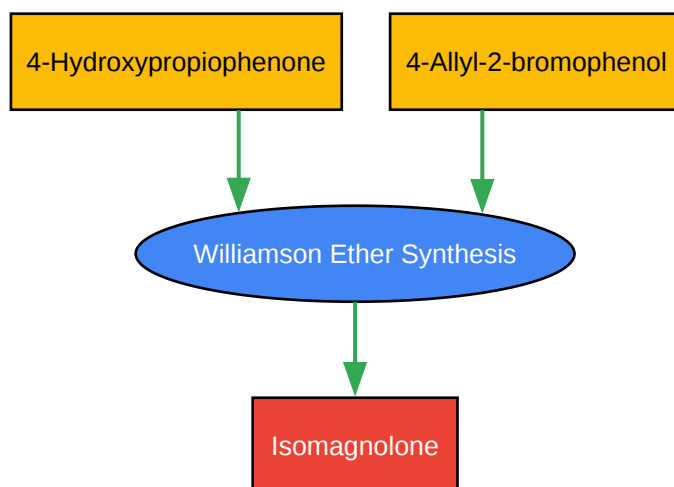 4-Hydroxypropiophenone
4-Allyl-2-bromophenol
Williamson Ether Synthesis
Isomagnolone